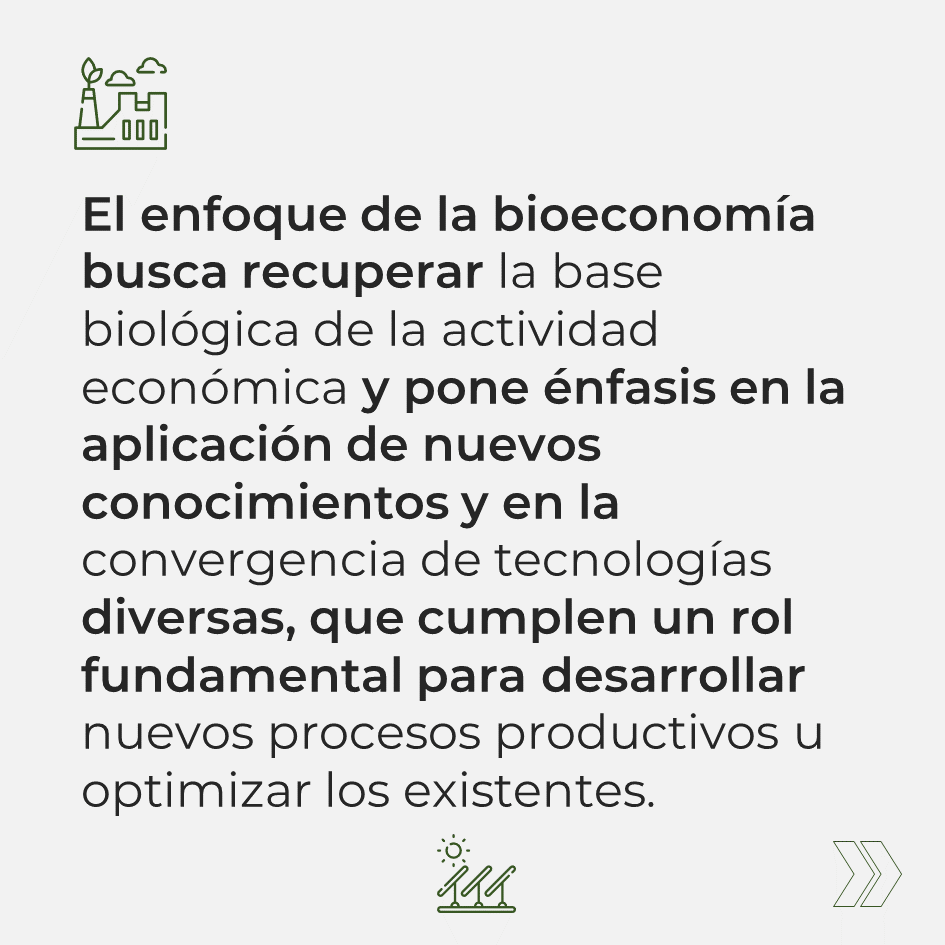 El enfoque de la bioeconomía
busca recuperar la base
biológica de la actividad
económica y pone énfasis en la
aplicación de nuevos
conocimientos y en la
convergencia de tecnologías
diversas, que cumplen un rol
fundamental para desarrollar
nuevos procesos productivos u
optimizar los existentes.